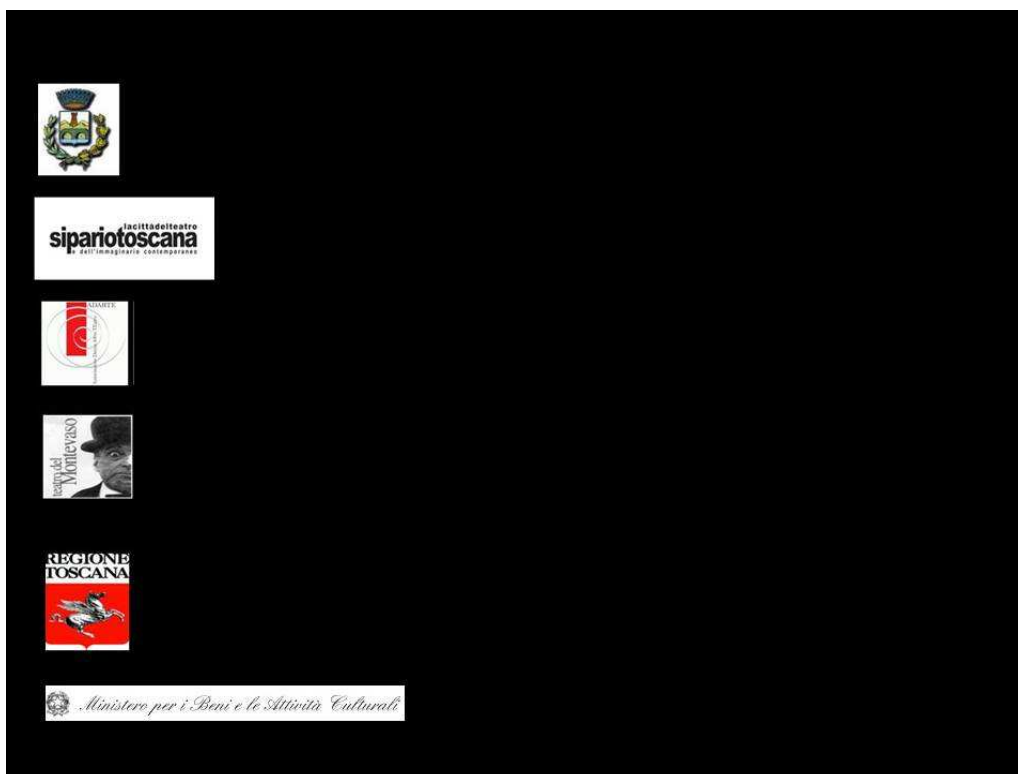 lacittàdelteatro
sipariotoscana
e dell'immaginario contemporaneo
ADARTE
teatro del
Montevaso
REGIONE
TOSCANA
Ministero per i Beni e le Attività Culturali